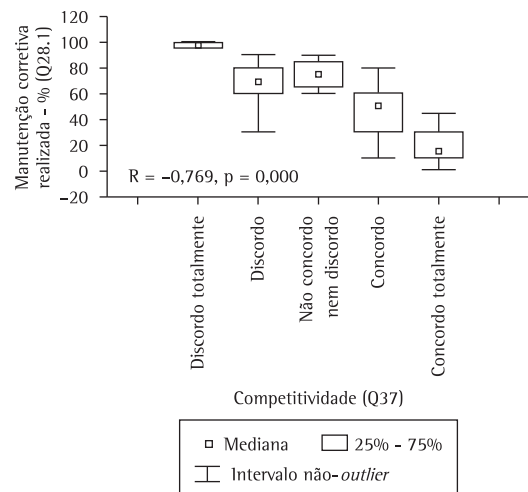 Manutenção corretiva
realizada - % (Q28.1)
120
100
80
60
40
20
0
–20
R = –0,769, p = 0,000
Discordo totalmente
Discordo
Não concordo
nem discordo
Concordo
Concordo totalmente
Competitividade (Q37)
Mediana
25% - 75%
Intervalo não-outlier